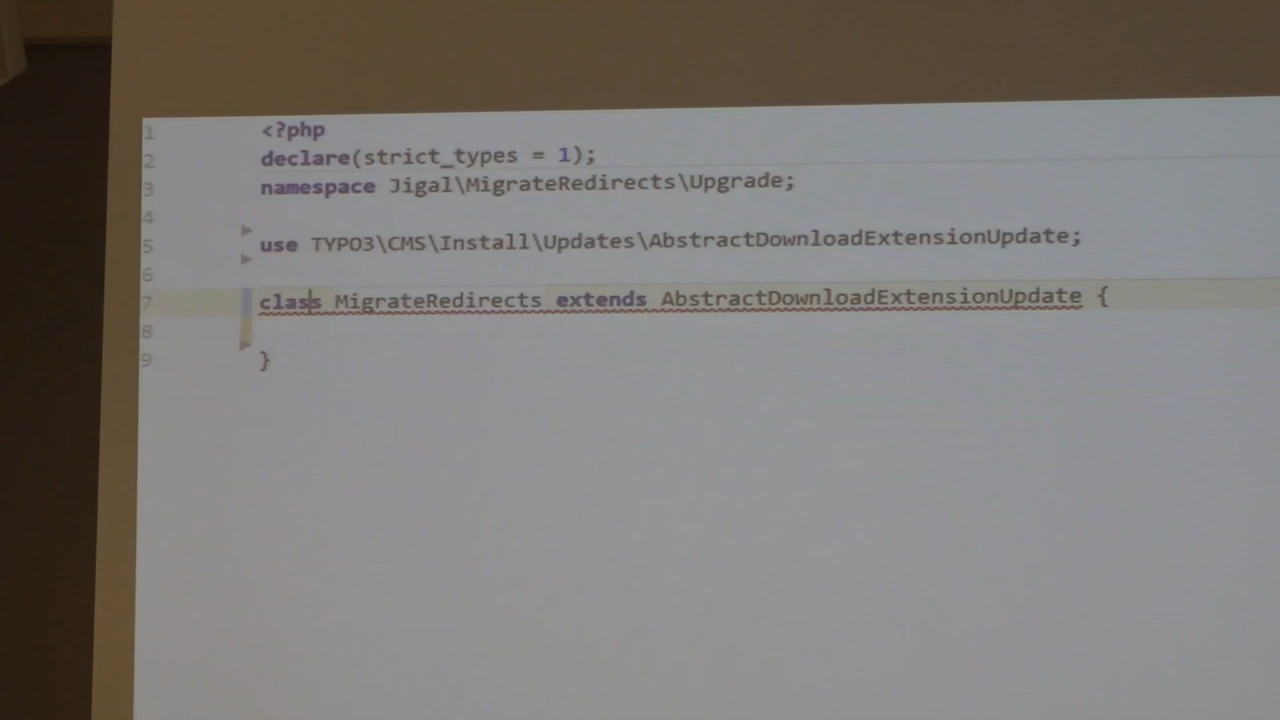 1 <?php
2 declare(strict_types = 1);
3 namespace Jigal\MigrateRedirects\Upgrade;
4
5 use TYPO3\CMS\Install\Updates\AbstractDownloadExtensionUpdate;
6
7 class MigrateRedirects extends AbstractDownloadExtensionUpdate {
8
9 }